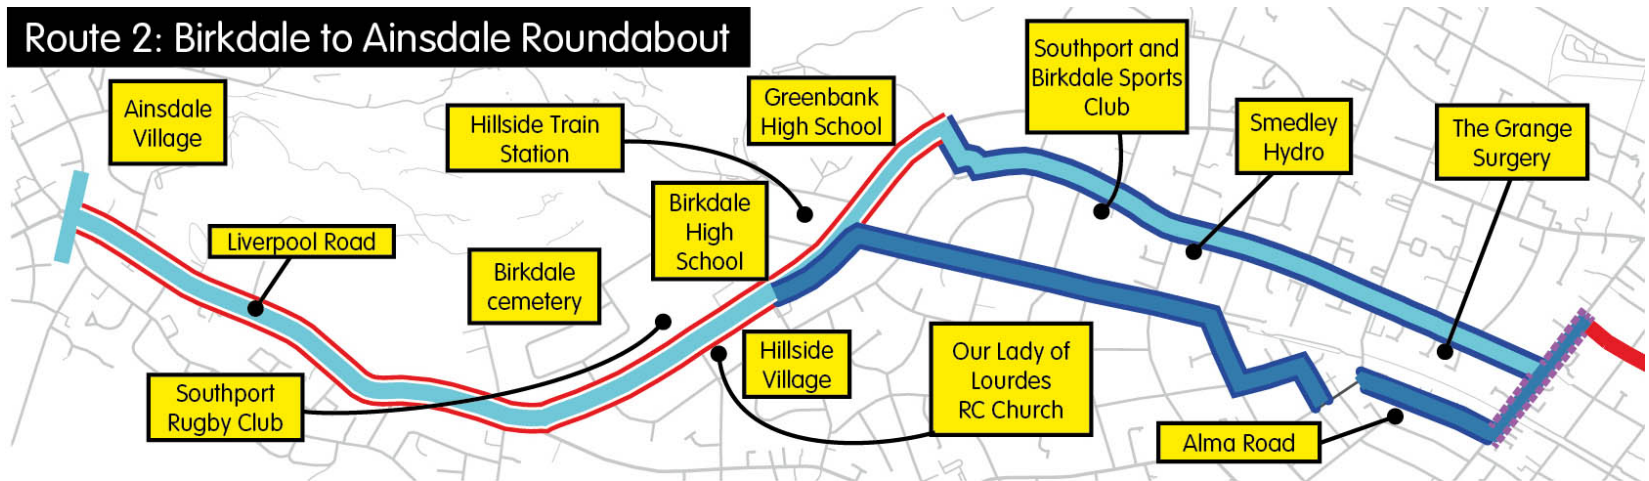 Route 2: Birkdale to Ainsdale Roundabout
Ainsdale
Village
Hillside Train
Station
Greenbank
High School
Southport and
Birkdale Sports
Club
Smedley
Hydro
The Grange
Surgery
Liverpool Road
Birkdale
cemetery
Birkdale
High
School
Southport
Rugby Club
Hillside
Village
Our Lady of
Lourdes
RC Church
Alma Road